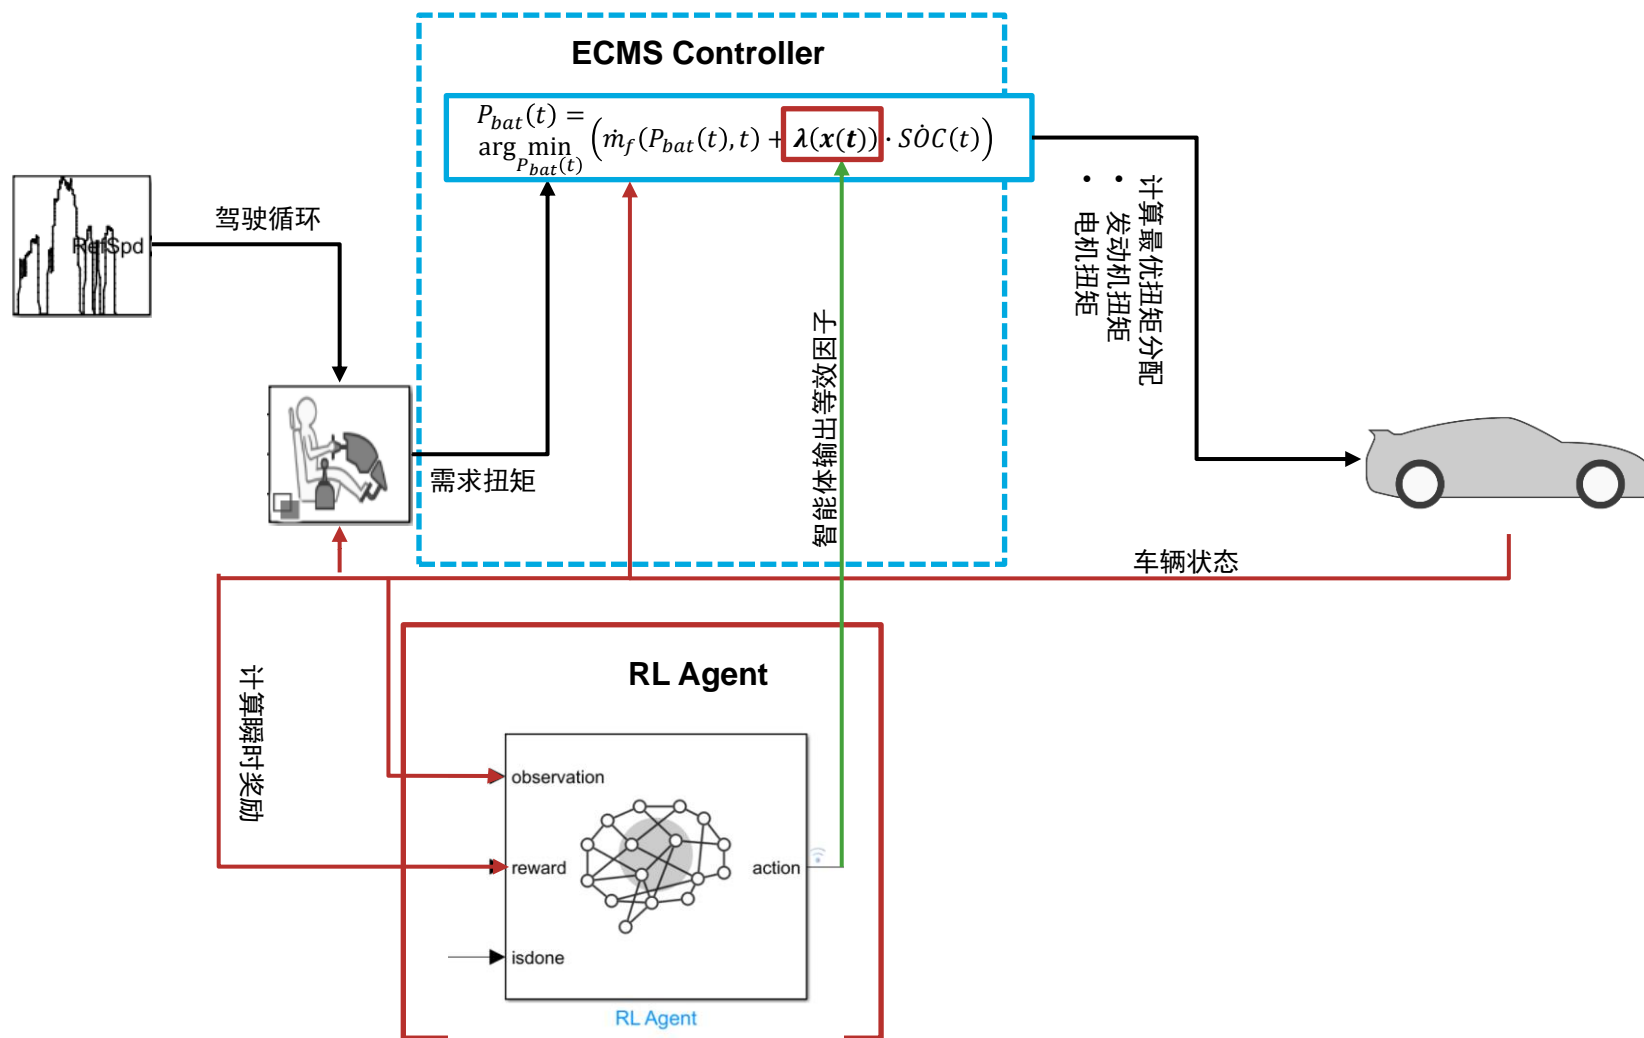 ECMS Controller
P_bat(t) =
arg min_{P_bat(t)} (ṁ_f(P_bat(t), t) + λ(x(t)) · SȮC(t))
驾驶循环
RefSpd
计算最优扭矩分配
• 发动机扭矩
• 电机扭矩
智能体输出等效因子
需求扭矩
车辆状态
计算瞬时奖励
RL Agent
observation
reward
action
isdone
RL Agent